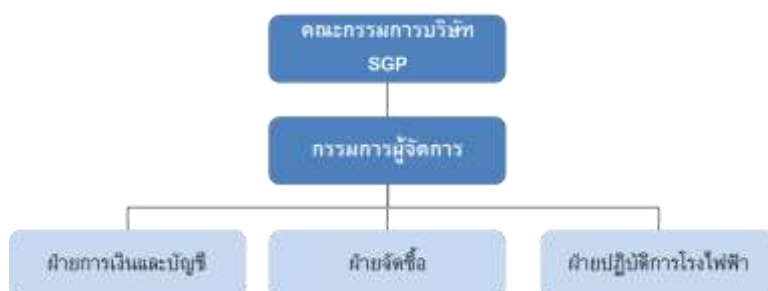 คณะกรรมการบริษัท
SGP
กรรมการผู้จัดการ
ฝ่ายการเงินและบัญชี
ฝ่ายจัดซื้อ
ฝ่ายปฏิบัติการโรงไฟฟ้า